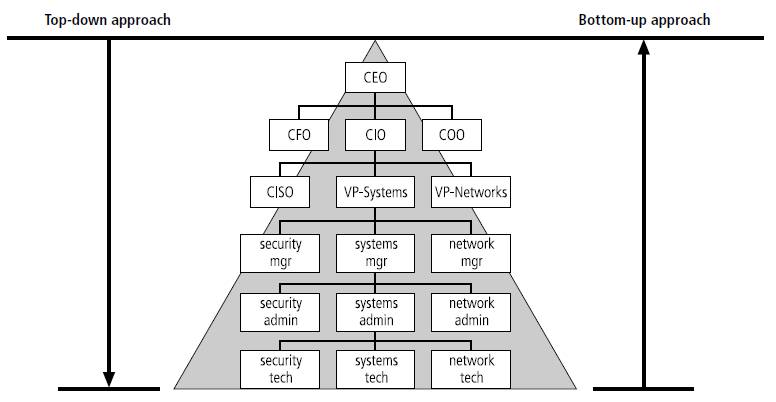 Top-down approach
Bottom-up approach
CEO
CFO
CIO
COO
CISO
VP-Systems
VP-Networks
security
mgr
systems
mgr
network
mgr
security
admin
systems
admin
network
admin
security
tech
systems
tech
network
tech